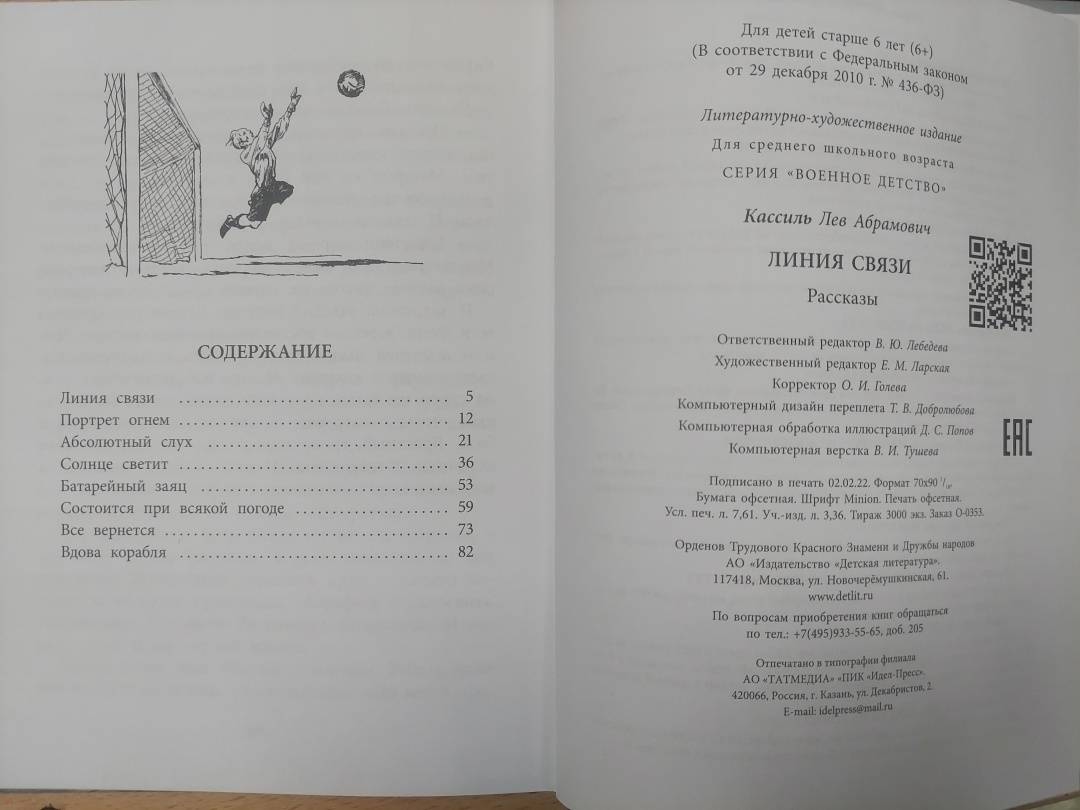 СОДЕРЖАНИЕ
Линия связи ..................................... 5
Портрет огнем ..................................... 12
Абсолютный слух ..................................... 21
Солнце светит ..................................... 36
Батарейный заяц ..................................... 53
Состоится при всякой погоде ..................................... 59
Все вернется ..................................... 73
Вдова корабля ..................................... 82
Для детей старше 6 лет (6+)
(В соответствии с Федеральным законом
от 29 декабря 2010 г. № 436-ФЗ)
Литературно-художественное издание
Для среднего школьного возраста
СЕРИЯ «ВОЕННОЕ ДЕТСТВО»
Кассиль Лев Абрамович
ЛИНИЯ СВЯЗИ
Рассказы
Ответственный редактор В. Ю. Лебедева
Художественный редактор Е. М. Ларская
Корректор О. И. Голева
Компьютерный дизайн переплета Т. В. Добролюбова
Компьютерная обработка иллюстраций Д. С. Попов
Компьютерная верстка В. И. Тушева
EAC
Подписано в печать 02.02.22. Формат 70х90 1/16.
Бумага офсетная. Шрифт Minion. Печать офсетная.
Усл. печ. л. 7,61. Уч.-изд. л. 3,36. Тираж 3000 экз. Заказ О-0353.
Орденов Трудового Красного Знамени и Дружбы народов
АО «Издательство «Детская литература».
117418, Москва, ул. Новочерёмушкинская, 61.
www.detlit.ru
По вопросам приобретения книг обращаться
по тел.: +7(495)933-55-65, доб. 205
Отпечатано в типографии филиала
АО «ТАТМЕДИА» «ПИК «Идел-Пресс».
420066, Россия, г. Казань, ул. Декабристов, 2.
E-mail: idelpress@mail.ru